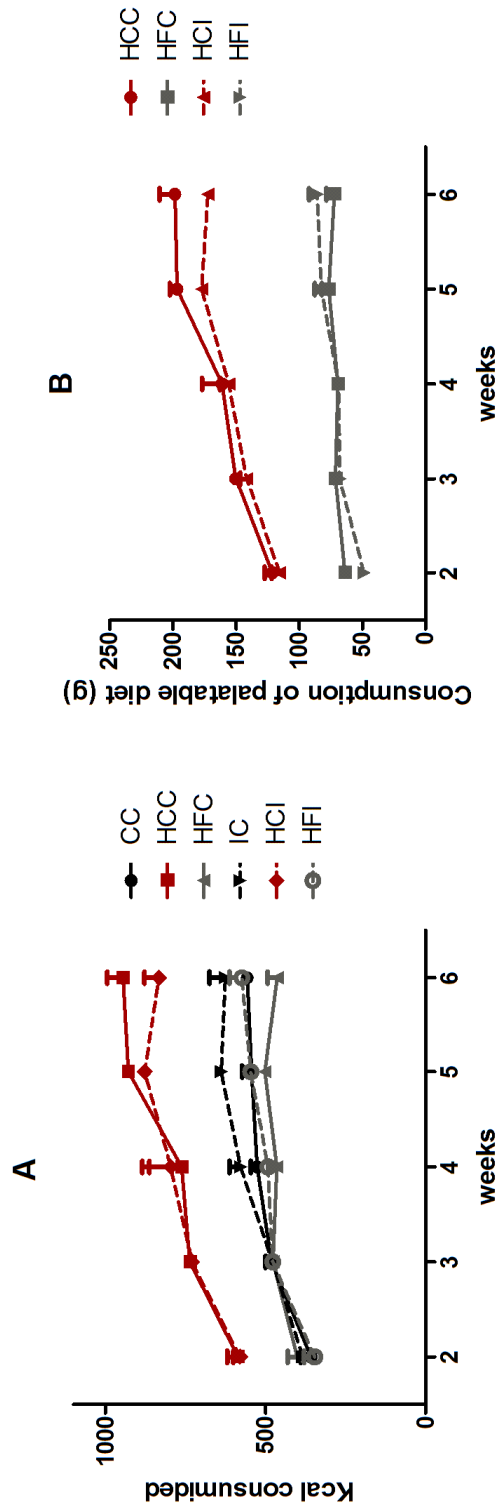 A
Kcal consumided
1000
500
0
2 3 4 5 6
weeks
CC
HCC
HFC
IC
HCI
HFI
B
Consumption of palatable diet (g)
250
200
150
100
50
0
2 3 4 5 6
weeks
HCC
HFC
HCI
HFI